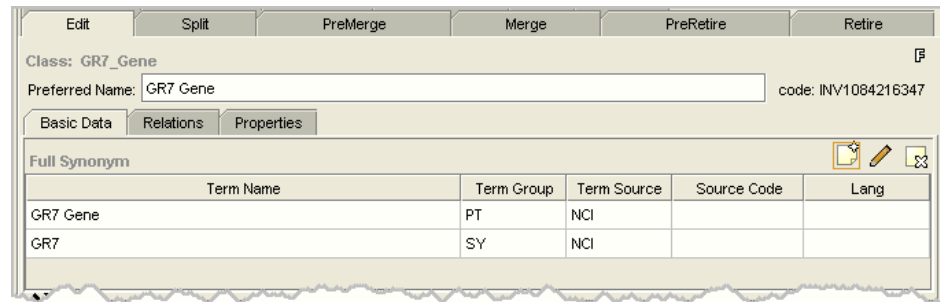 Edit Split PreMerge Merge PreRetire Retire
Class: GR7_Gene
Preferred Name: GR7 Gene code: INV1084216347
Basic Data Relations Properties
Full Synonym
Term Name Term Group Term Source Source Code Lang
GR7 Gene PT NCI
GR7 SY NCI